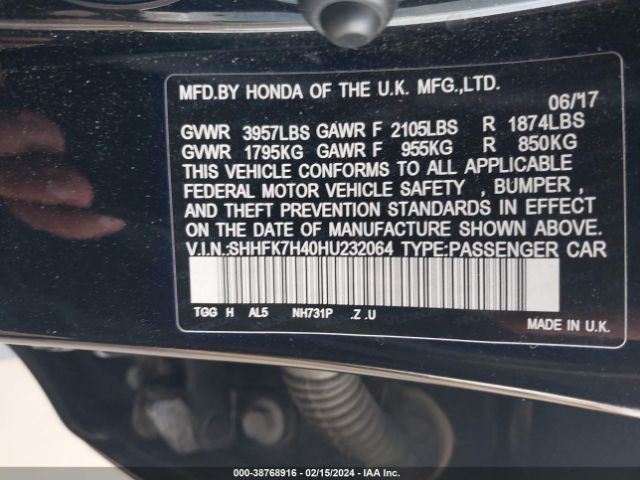 MFD.BY HONDA OF THE U.K. MFG.,LTD.
06/'17
GVWR 3957LBS GAWR F 2105LBS R 1874LBS
GVWR 1795KG GAWR F 955KG R 850KG
THIS VEHICLE CONFORMS TO ALL APPLICABLE
FEDERAL MOTOR VEHICLE SAFETY , BUMPER ,
AND THEFT PREVENTION STANDARDS IN EFFECT
ON THE DATE OF MANUFACTURE SHOWN ABOVE.
V.I.N.:SHHFK7H40HU232064 TYPE:PASSENGER CAR
TGG H AL5 NH731P .Z .U
MADE IN U.K.
000-38768916 - 02/15/2024 - IAA Inc.